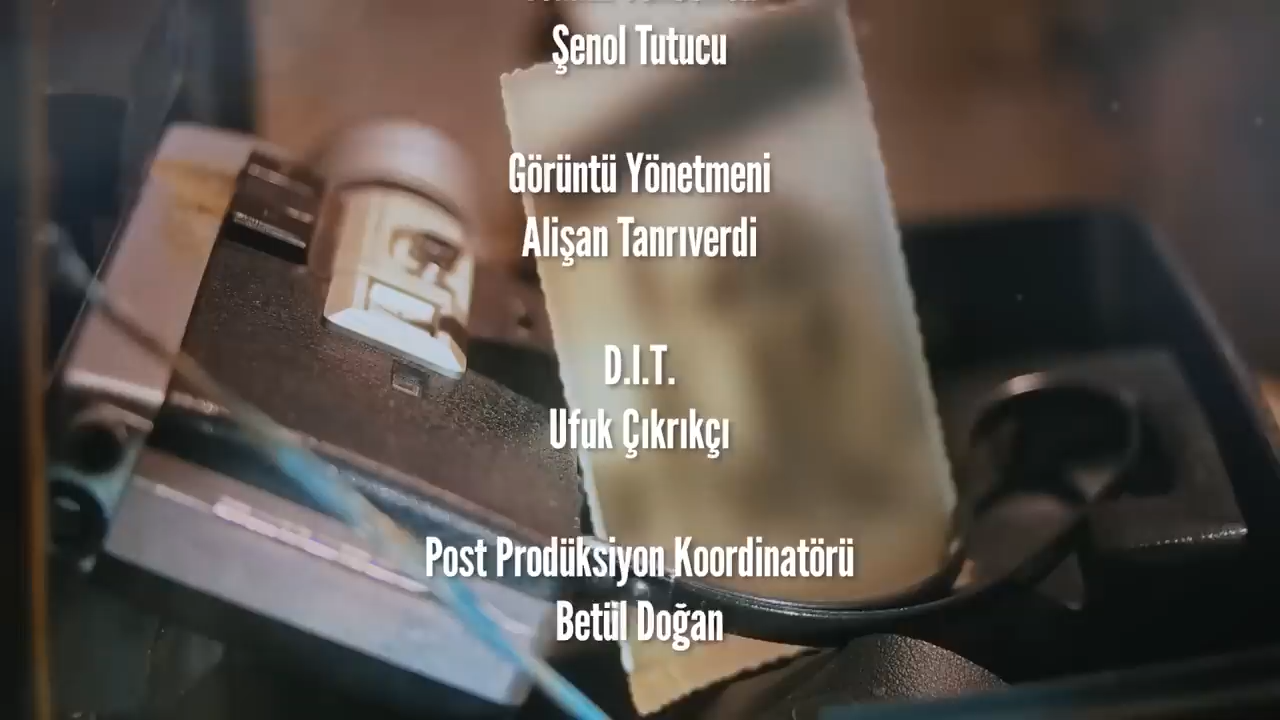 Şenol Tutucu
Görüntü Yönetmeni
Alişan Tanrıverdi
D.I.T.
Ufuk Çıkrıkçı
Post Prodüksiyon Koordinatörü
Betül Doğan